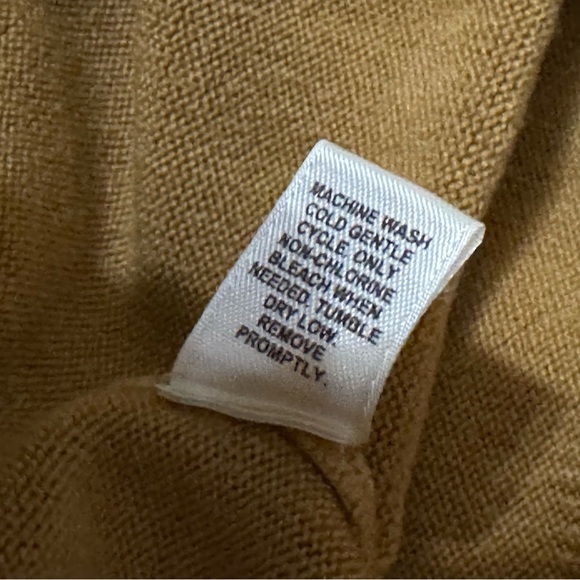 MACHINE WASH
COLD GENTLE
CYCLE. ONLY
NON-CHLORINE
BLEACH WHEN
NEEDED. TUMBLE
DRY LOW.
REMOVE
PROMPTLY.